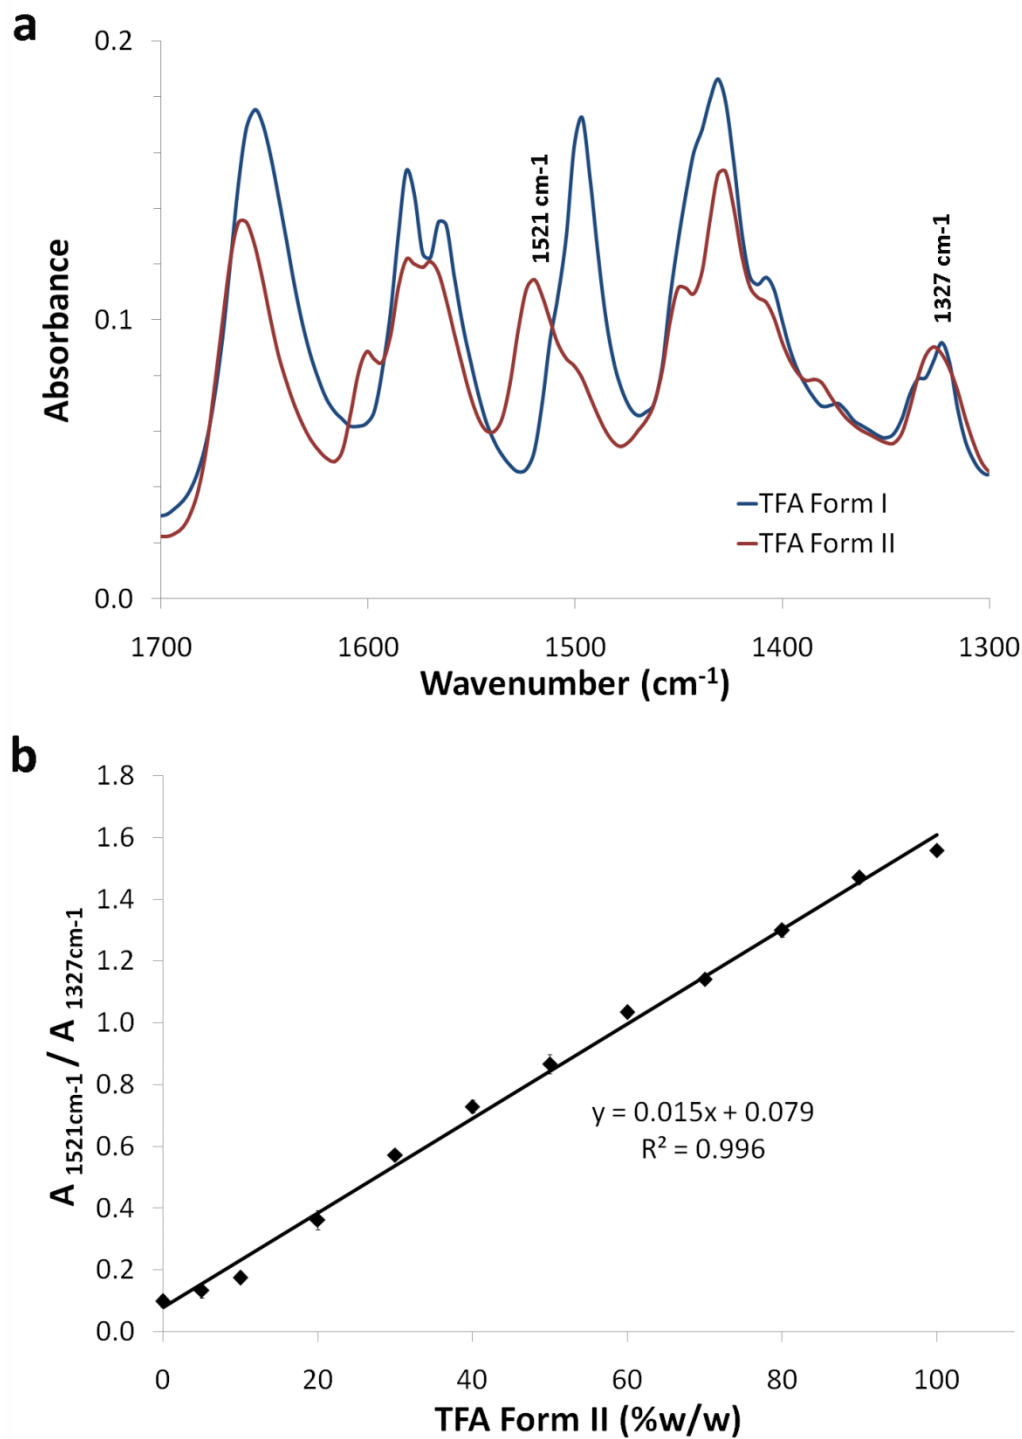 a
0.2
0.1
0.0
Absorbance
1521 cm-1
1327 cm-1
TFA Form I
TFA Form II
1700 1600 1500 1400 1300
Wavenumber (cm⁻¹)
b
1.8
1.6
1.4
1.2
1.0
0.8
0.6
0.4
0.2
0.0
A 1521cm-1 / A 1327cm-1
y = 0.015x + 0.079
R² = 0.996
0 20 40 60 80 100
TFA Form II (%w/w)